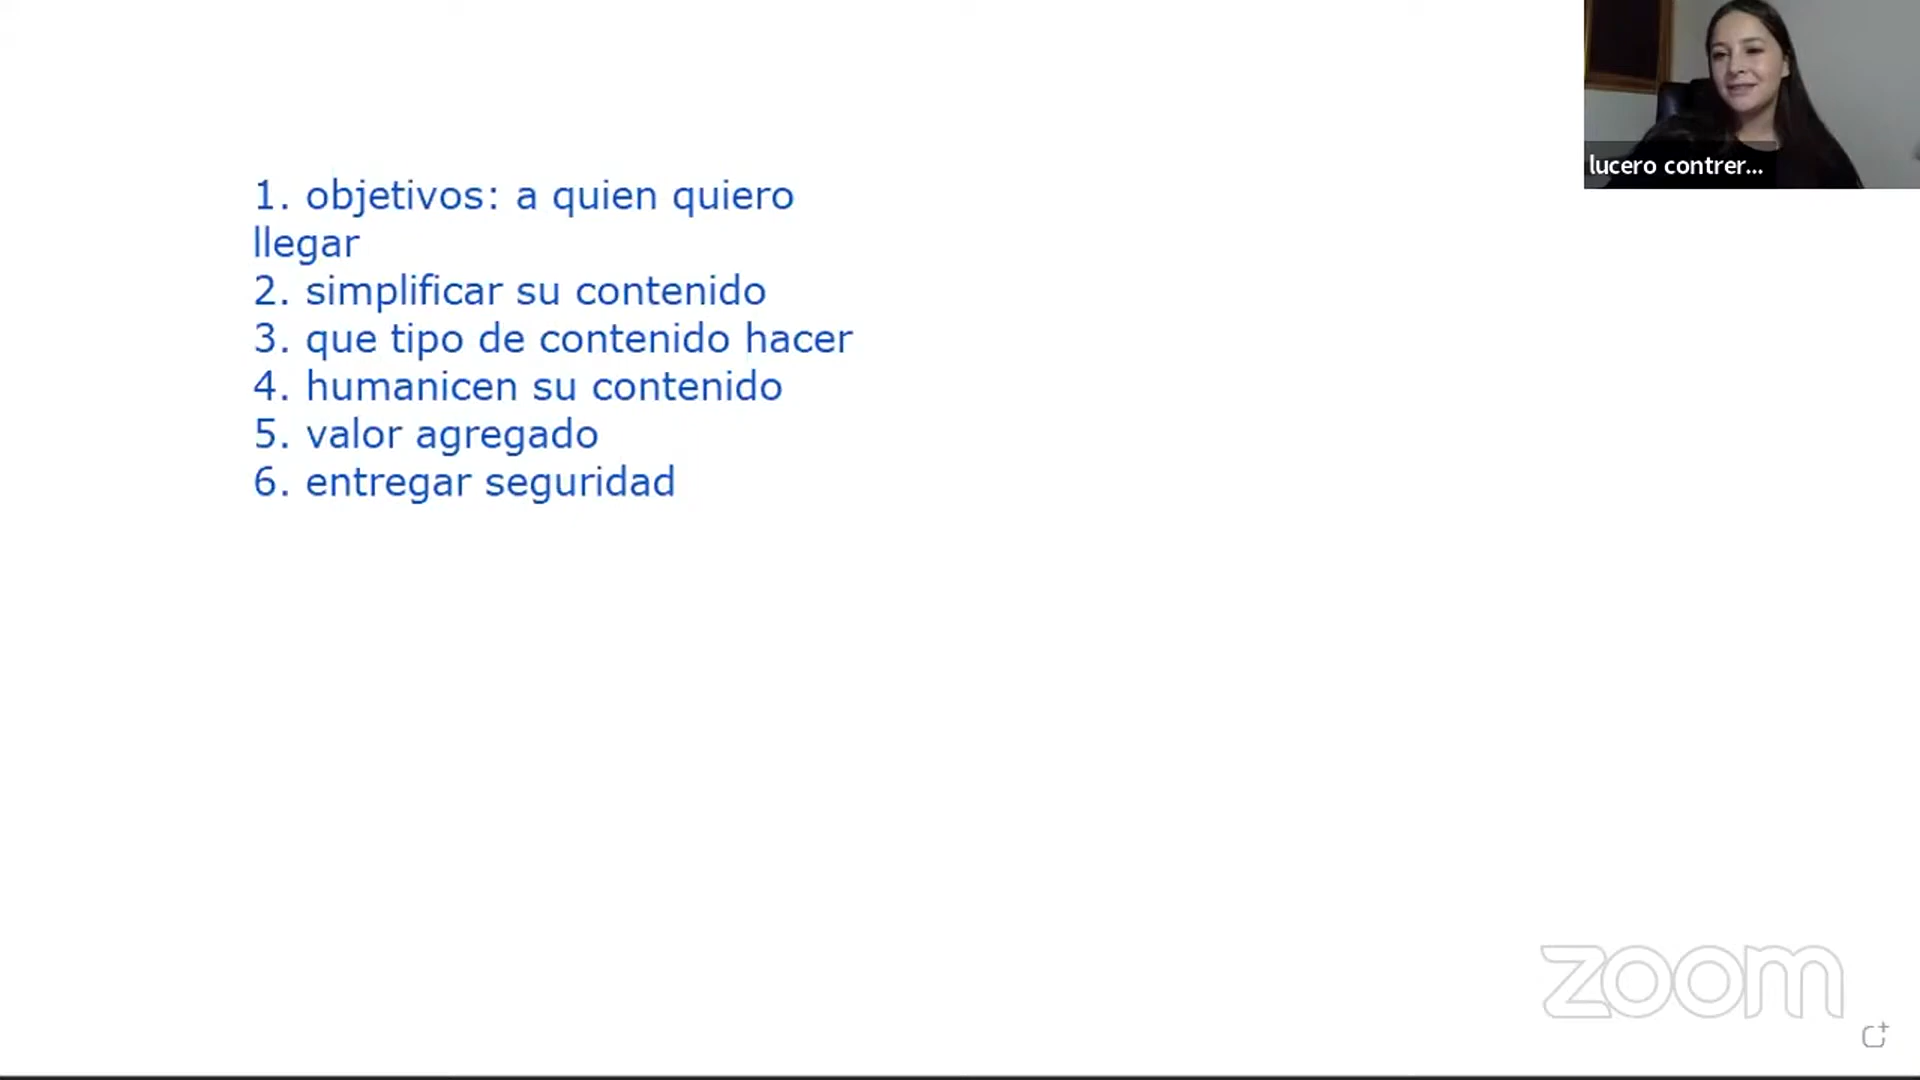 1. objetivos: a quien quiero
llegar
2. simplificar su contenido
3. que tipo de contenido hacer
4. humanicen su contenido
5. valor agregado
6. entregar seguridad
lucero contrer...
zoom